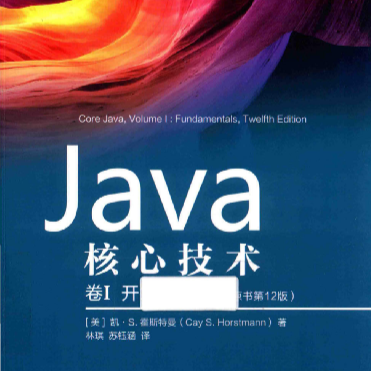 Core Java, Volume I : Fundamentals, Twelfth Edition
Java
核心技术
卷I 开 书第12版）
［美］凯·S. 霍斯特曼（Cay S. Horstmann）著
林琪 苏钰涵 译